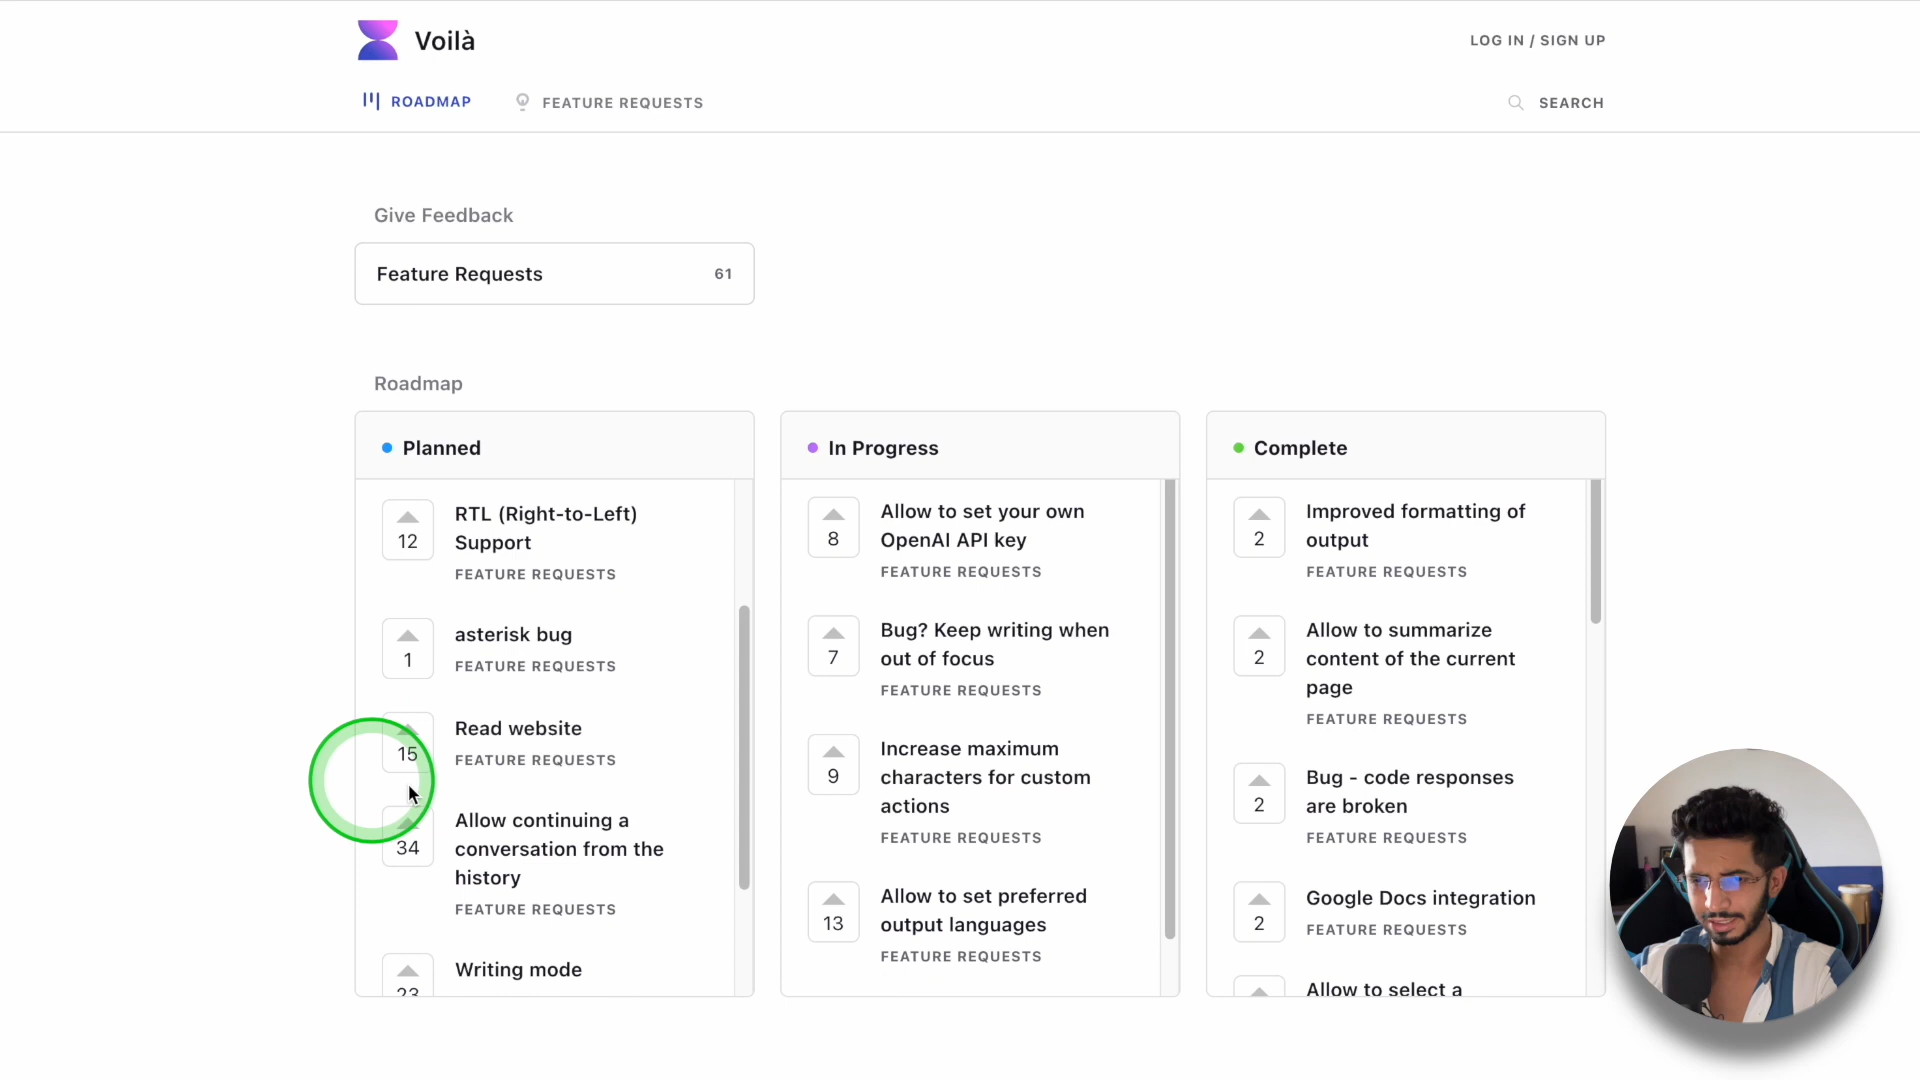 Voilà
LOG IN / SIGN UP
ROADMAP
FEATURE REQUESTS
SEARCH
Give Feedback
Feature Requests 61
Roadmap
Planned
12
RTL (Right-to-Left)
Support
FEATURE REQUESTS
1
asterisk bug
FEATURE REQUESTS
15
Read website
FEATURE REQUESTS
34
Allow continuing a
conversation from the
history
FEATURE REQUESTS
23
Writing mode
In Progress
8
Allow to set your own
OpenAI API key
FEATURE REQUESTS
7
Bug? Keep writing when
out of focus
FEATURE REQUESTS
9
Increase maximum
characters for custom
actions
FEATURE REQUESTS
13
Allow to set preferred
output languages
FEATURE REQUESTS
Complete
2
Improved formatting of
output
FEATURE REQUESTS
2
Allow to summarize
content of the current
page
FEATURE REQUESTS
2
Bug - code responses
are broken
FEATURE REQUESTS
2
Google Docs integration
FEATURE REQUESTS
Allow to select a